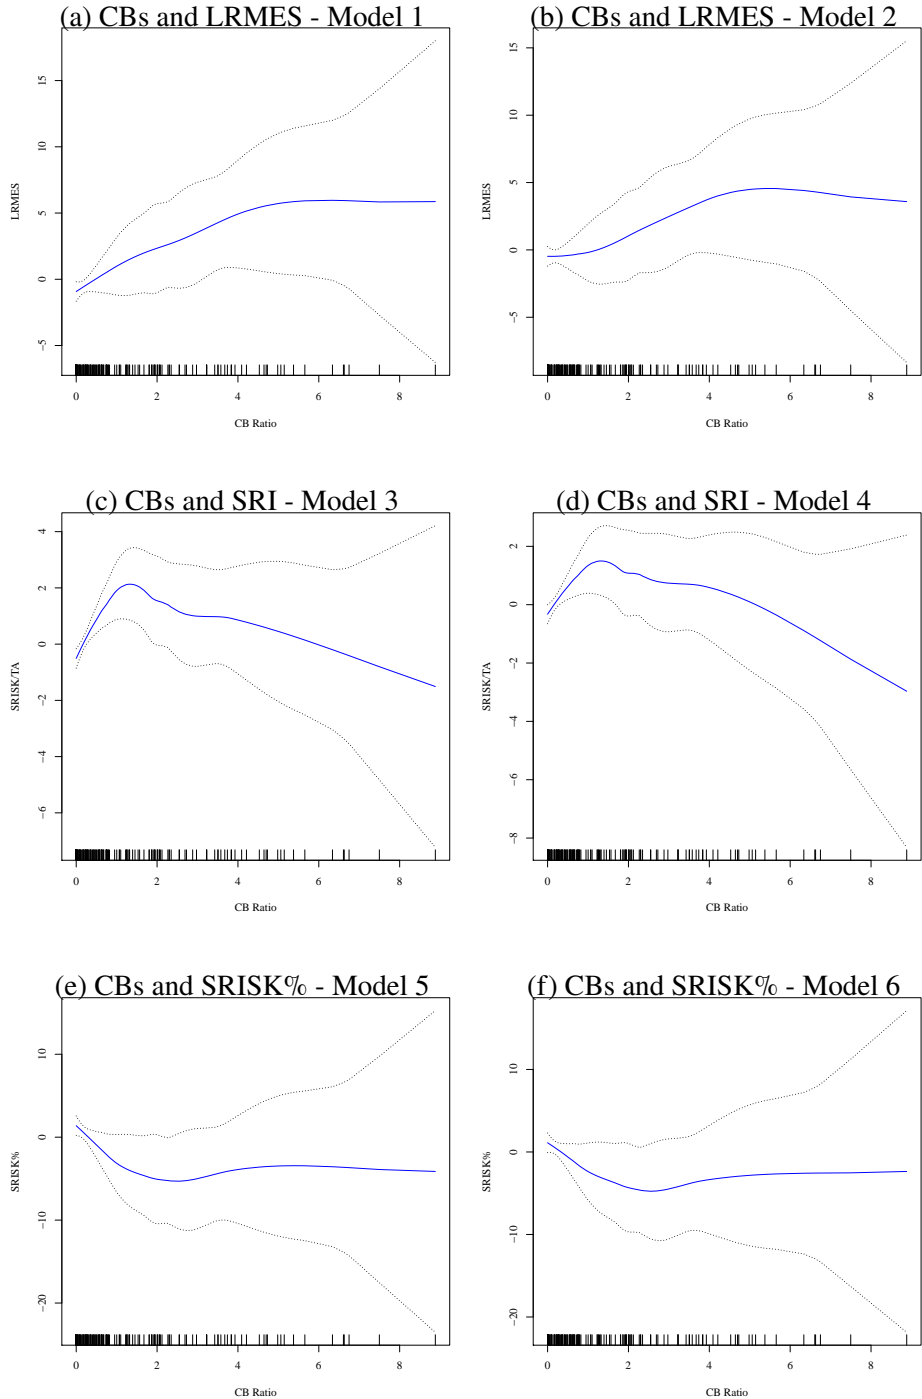 (a) CBs and LRMES - Model 1
LRMES
15
10
5
0
−5
0 2 4 6 8
CB Ratio
(b) CBs and LRMES - Model 2
LRMES
15
10
5
0
−5
0 2 4 6 8
CB Ratio
(c) CBs and SRI - Model 3
SRISK/TA
4
2
0
−2
−4
−6
0 2 4 6 8
CB Ratio
(d) CBs and SRI - Model 4
SRISK/TA
2
0
−2
−4
−6
−8
0 2 4 6 8
CB Ratio
(e) CBs and SRISK% - Model 5
SRISK%
10
0
−10
−20
0 2 4 6 8
CB Ratio
(f) CBs and SRISK% - Model 6
SRISK%
10
0
−10
−20
0 2 4 6 8
CB Ratio